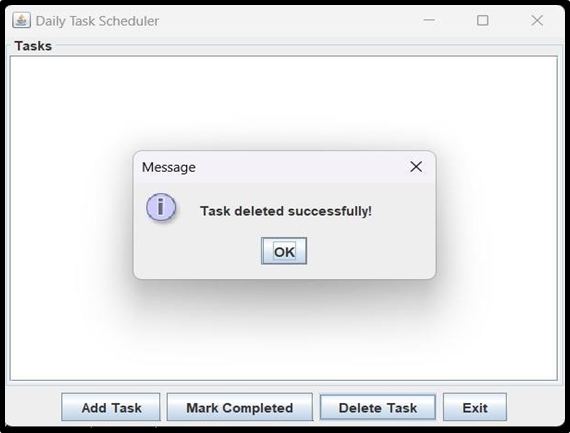 Daily Task Scheduler
Tasks
Message
Task deleted successfully!
OK
Add Task Mark Completed Delete Task Exit